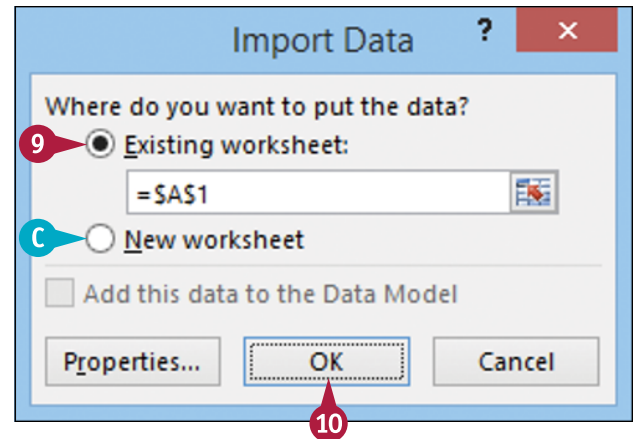 Import Data ?
Where do you want to put the data?
9 Existing worksheet:
=$A$1
C New worksheet
Add this data to the Data Model
Properties... OK Cancel
10